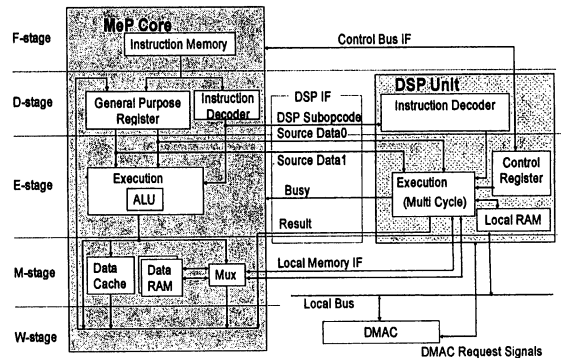 MeP Core
F-stage
Instruction Memory
Control Bus IF
D-stage
General Purpose
Register
Instruction
Decoder
DSP IF
DSP Unit
Instruction Decoder
DSP Subopcode
Source Data0
E-stage
Execution
ALU
Source Data1
Busy
Result
Execution
(Multi Cycle)
Control
Register
Local RAM
M-stage
Data
Cache
Data
RAM
Mux
Local Memory IF
Local Bus
W-stage
DMAC
DMAC Request Signals